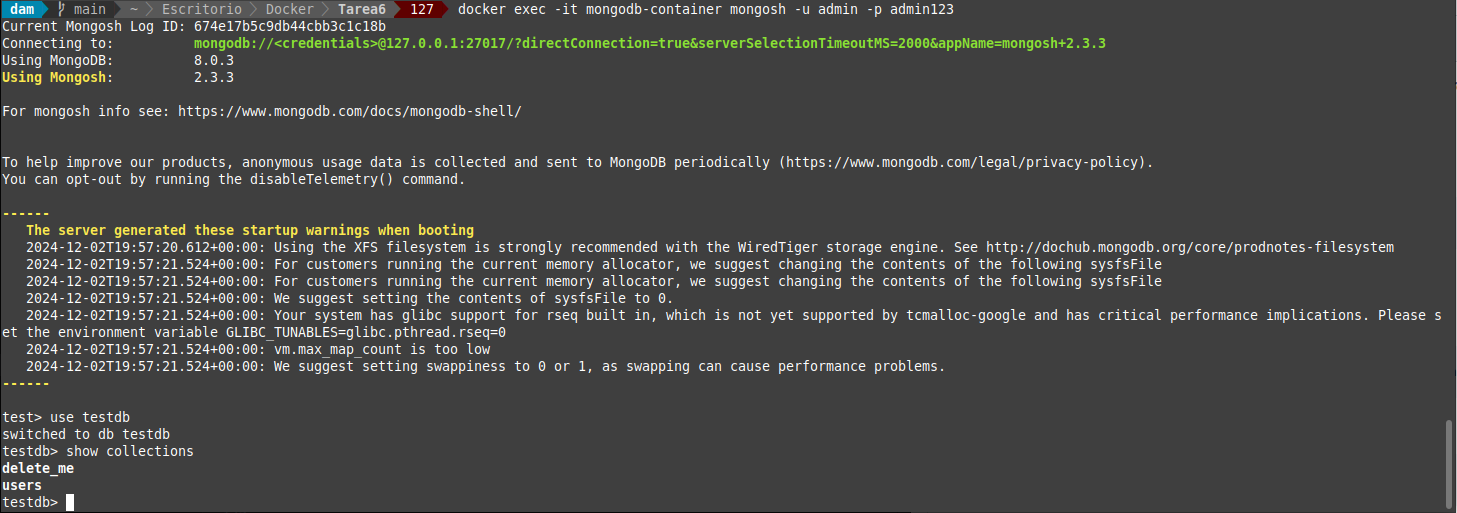 dam main ~ Escritorio Docker Tarea6 127 docker exec -it mongodb-container mongosh -u admin -p admin123
Current Mongosh Log ID: 674e17b5c9db44cbb3c1c18b
Connecting to: mongodb://<credentials>@127.0.0.1:27017/?directConnection=true&serverSelectionTimeoutMS=2000&appName=mongosh+2.3.3
Using MongoDB: 8.0.3
Using Mongosh: 2.3.3
For mongosh info see: https://www.mongodb.com/docs/mongodb-shell/
To help improve our products, anonymous usage data is collected and sent to MongoDB periodically (https://www.mongodb.com/legal/privacy-policy).
You can opt-out by running the disableTelemetry() command.
------
The server generated these startup warnings when booting
2024-12-02T19:57:20.612+00:00: Using the XFS filesystem is strongly recommended with the WiredTiger storage engine. See http://dochub.mongodb.org/core/prodnotes-filesystem
2024-12-02T19:57:21.524+00:00: For customers running the current memory allocator, we suggest changing the contents of the following sysfsFile
2024-12-02T19:57:21.524+00:00: For customers running the current memory allocator, we suggest changing the contents of the following sysfsFile
2024-12-02T19:57:21.524+00:00: We suggest setting the contents of sysfsFile to 0.
2024-12-02T19:57:21.524+00:00: Your system has glibc support for rseq built in, which is not yet supported by tcmalloc-google and has critical performance implications. Please s
et the environment variable GLIBC_TUNABLES=glibc.pthread.rseq=0
2024-12-02T19:57:21.524+00:00: vm.max_map_count is too low
2024-12-02T19:57:21.524+00:00: We suggest setting swappiness to 0 or 1, as swapping can cause performance problems.
------
test> use testdb
switched to db testdb
testdb> show collections
delete_me
users
testdb>